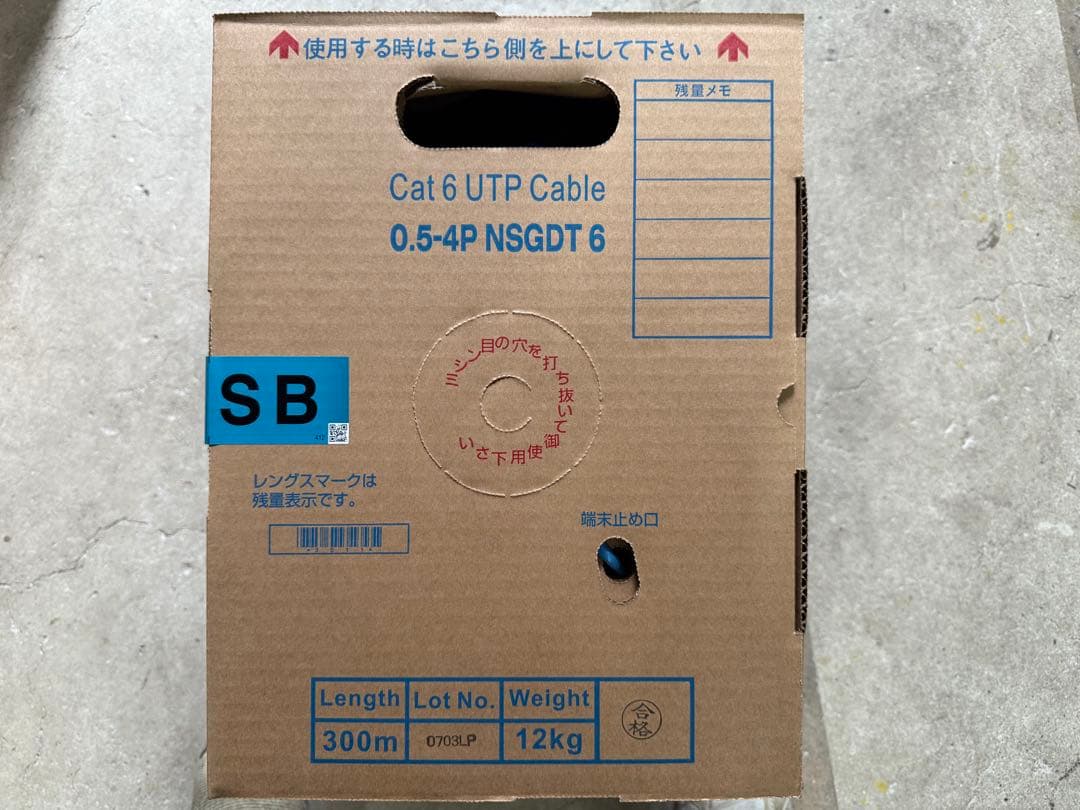 使用する時はこちら側を上にして下さい
残量メモ
Cat 6 UTP Cable
0.5-4P NSGDT 6
ミシン目の穴を打ち抜いて御使用下さい
SB
レングスマークは
残量表示です。
端末止め口
Length Lot No. Weight
300m 0703LP 12kg
合格